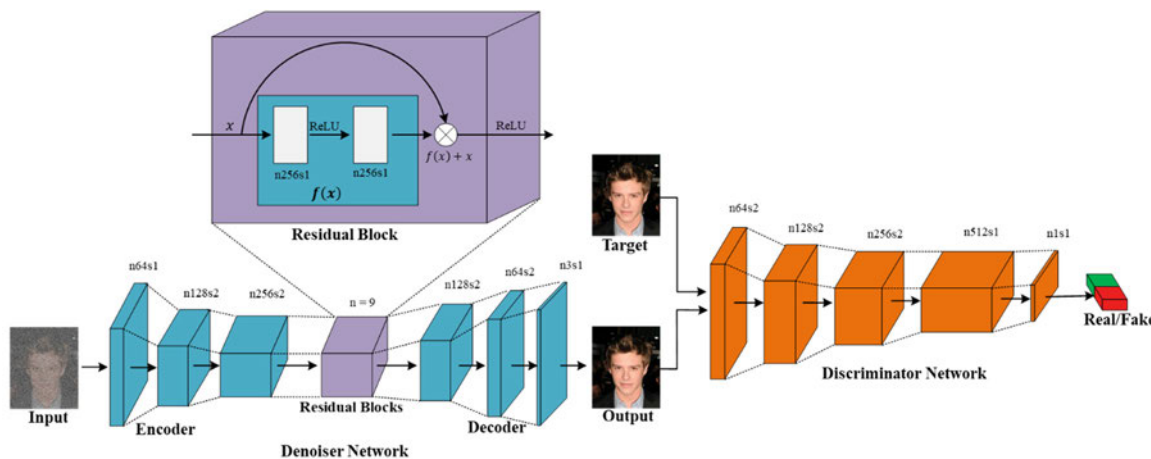 x
ReLU
ReLU
f(x) + x
n256s1
n256s1
f(x)
Residual Block
Target
n64s2
n128s2
n256s2
n512s1
n1s1
n64s1
n128s2
n256s2
n = 9
n128s2
n64s2
n3s1
Real/Fake
Discriminator Network
Input
Encoder
Residual Blocks
Decoder
Output
Denoiser Network